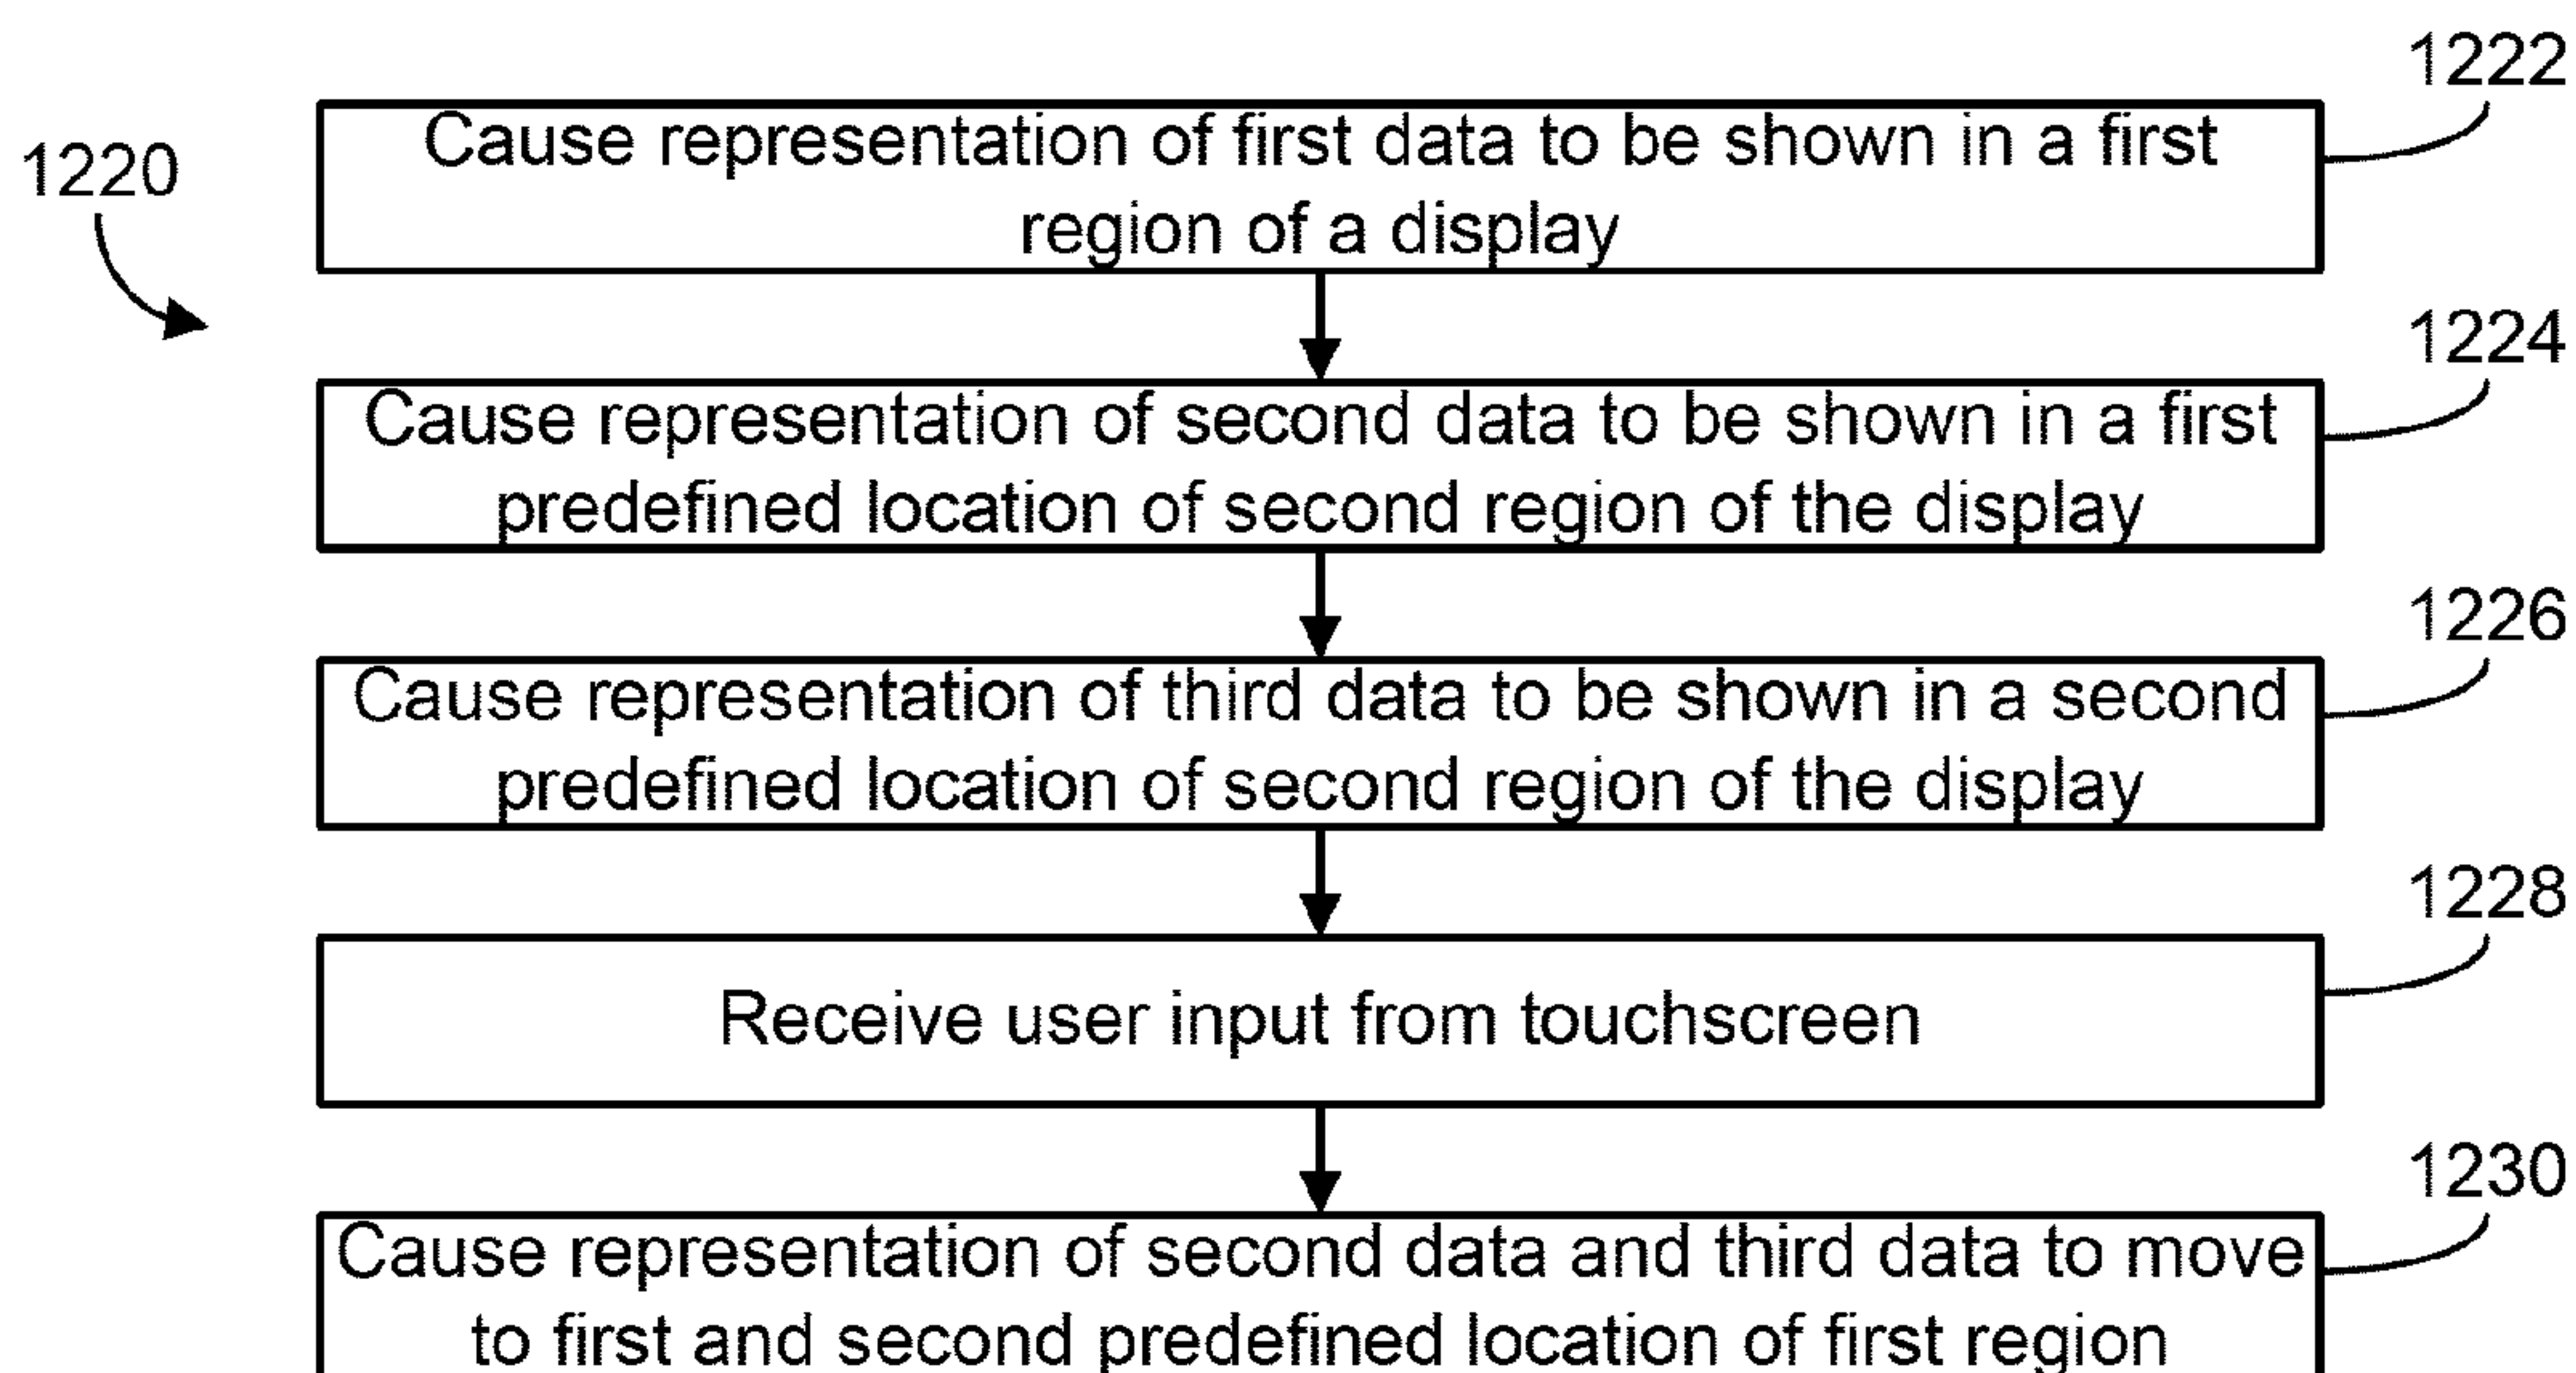 1222
1220
Cause representation of first data to be shown in a first
region of a display
1224
Cause representation of second data to be shown in a first
predefined location of second region of the display
1226
Cause representation of third data to be shown in a second
predefined location of second region of the display
1228
Receive user input from touchscreen
1230
Cause representation of second data and third data to move
to first and second predefined location of first region